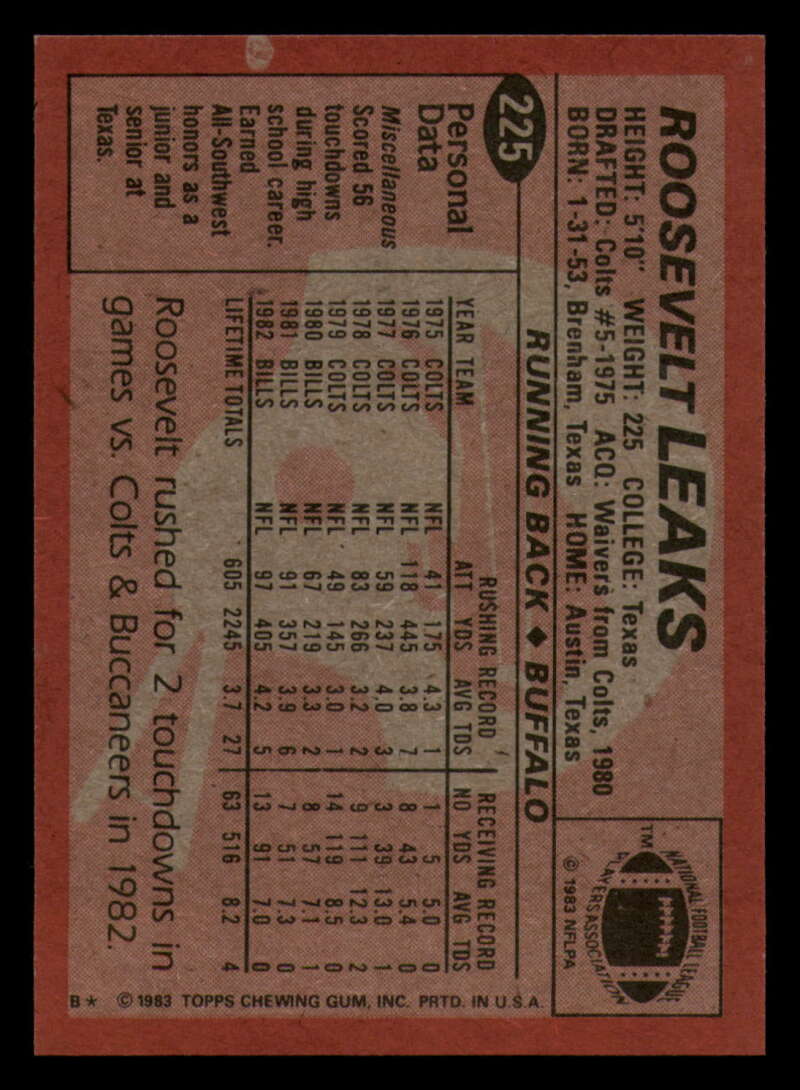 ROOSEVELT LEAKS
HEIGHT: 5'10" WEIGHT: 225 COLLEGE: Texas
DRAFTED: Colts #5-1975 ACQ: Waivers from Colts, 1980
BORN: 1-31-53, Brenham, Texas HOME: Austin, Texas
NATIONAL FOOTBALL LEAGUE
PLAYERS ASSOCIATION
TM
© 1983 NFLPA
225
RUNNING BACK ♦ BUFFALO
Personal
Data
Miscellaneous
Scored 56
touchdowns
during high
school career.
Earned
All-Southwest
honors as a
junior and
senior at
Texas.
RUSHING RECORD RECEIVING RECORD
YEAR TEAM ATT YDS AVG TDS NO YDS AVG TDS
1975 COLTS NFL 41 175 4.3 1 1 5 5.0 0
1976 COLTS NFL 118 445 3.8 7 8 43 5.4 0
1977 COLTS NFL 59 237 4.0 3 3 39 13.0 1
1978 COLTS NFL 83 266 3.2 2 9 111 12.3 2
1979 COLTS NFL 49 145 3.0 1 14 119 8.5 0
1980 BILLS NFL 67 219 3.3 2 8 57 7.1 1
1981 BILLS NFL 91 357 3.9 6 7 51 7.3 0
1982 BILLS NFL 97 405 4.2 5 13 91 7.0 0
LIFETIME TOTALS 605 2245 3.7 27 63 516 8.2 4
Roosevelt rushed for 2 touchdowns in
games vs. Colts & Buccaneers in 1982.
B* © 1983 TOPPS CHEWING GUM, INC. PRTD. IN U.S.A.